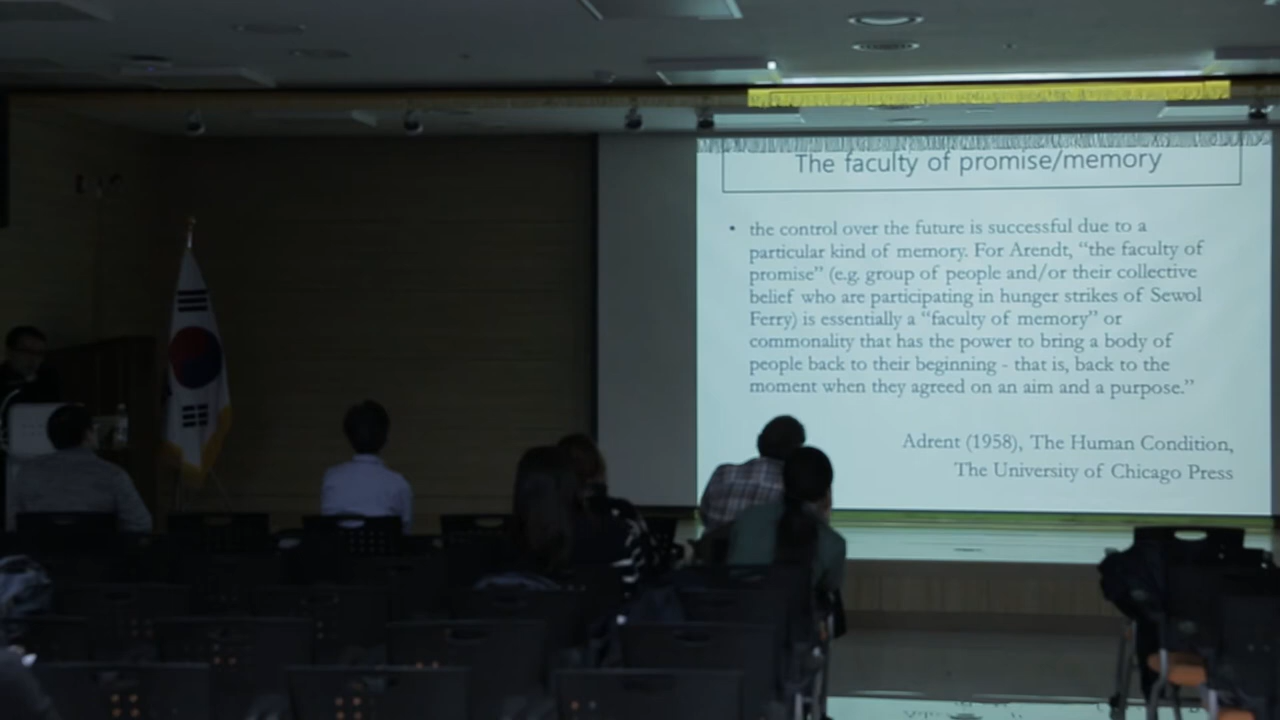 The faculty of promise/memory
• the control over the future is successful due to a
particular kind of memory. For Arendt, “the faculty of
promise” (e.g. group of people and/or their collective
belief who are participating in hunger strikes of Sewol
Ferry) is essentially a “faculty of memory” or
commonality that has the power to bring a body of
people back to their beginning - that is, back to the
moment when they agreed on an aim and a purpose.”
Adrent (1958), The Human Condition,
The University of Chicago Press